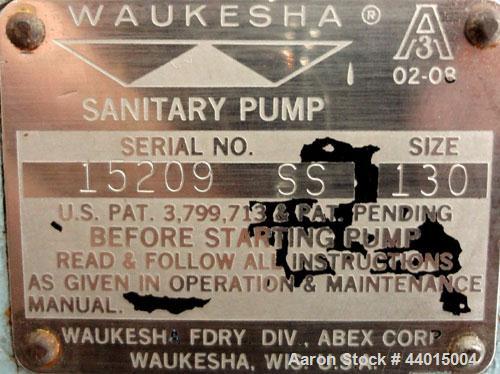 WAUKESHA ®
A 3
02-08
SANITARY PUMP
SERIAL NO. SIZE
15209 SS 130
U.S. PAT. 3,799,713 & PAT. PENDING
BEFORE STARTING PUMP
READ & FOLLOW ALL INSTRUCTIONS
AS GIVEN IN OPERATION & MAINTENANCE
MANUAL.
WAUKESHA FDRY DIV., ABEX CORP
WAUKESHA, WIS. U.S.A.
Aaron Stock # 44015004